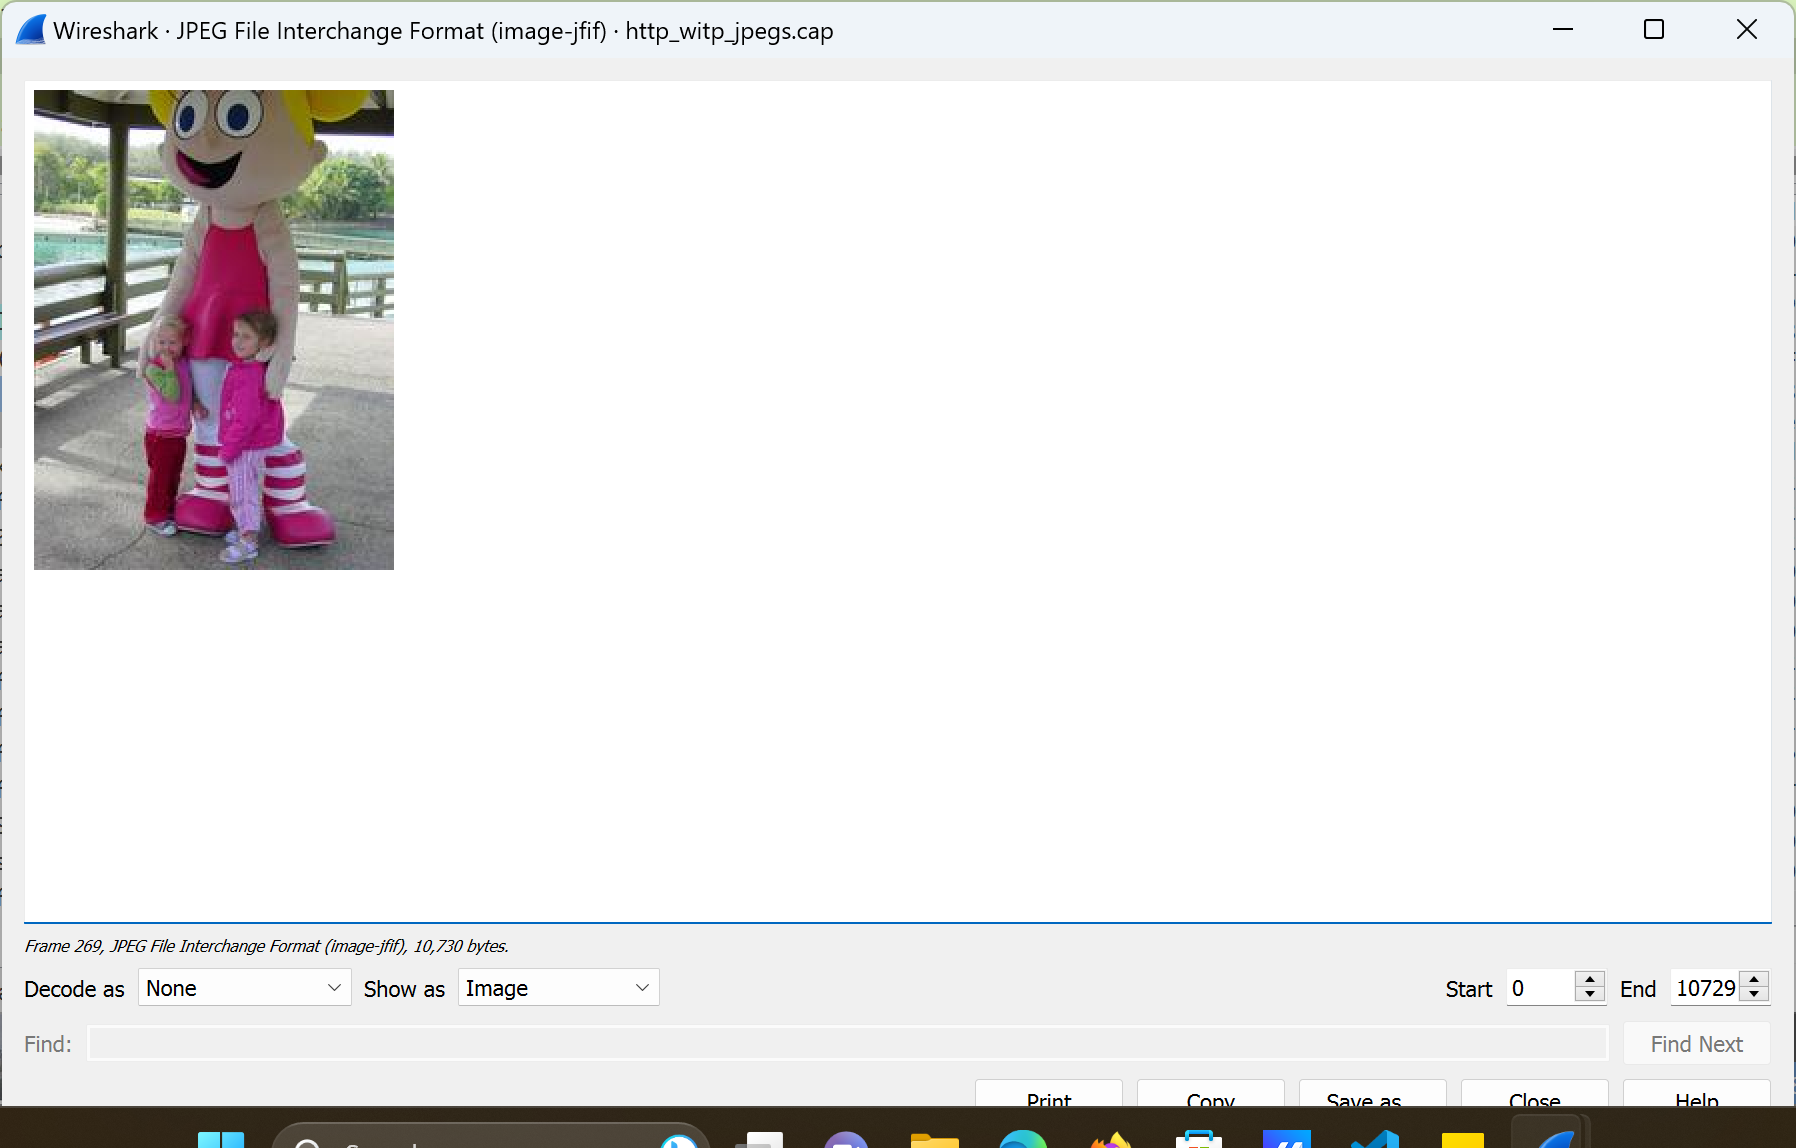 Wireshark · JPEG File Interchange Format (image-jfif) · http_witp_jpegs.cap
Frame 269, JPEG File Interchange Format (image-jfif), 10,730 bytes.
Decode as None Show as Image Start 0 End 10729
Find: Find Next
Print Copy Save as Close Help